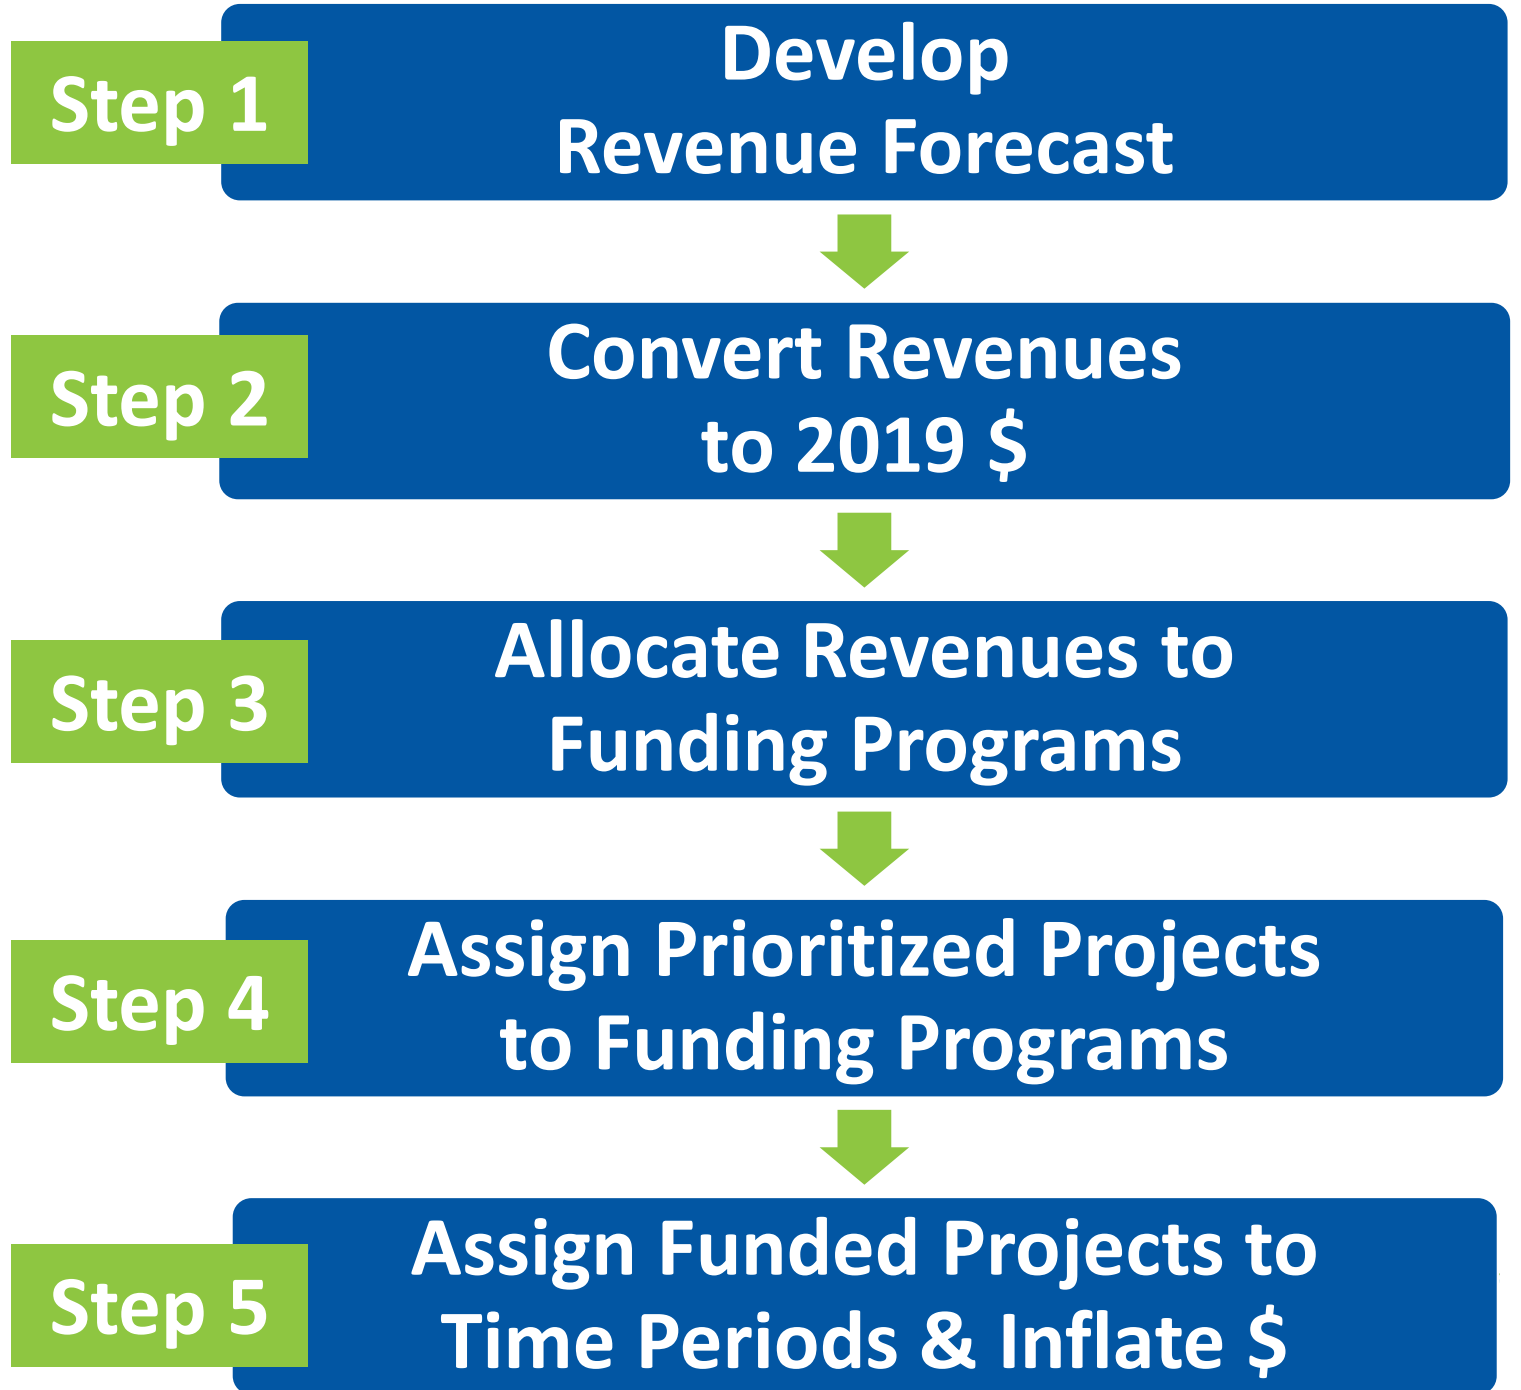 Step 1
Develop
Revenue Forecast
Step 2
Convert Revenues
to 2019 $
Step 3
Allocate Revenues to
Funding Programs
Step 4
Assign Prioritized Projects
to Funding Programs
Step 5
Assign Funded Projects to
Time Periods & Inflate $